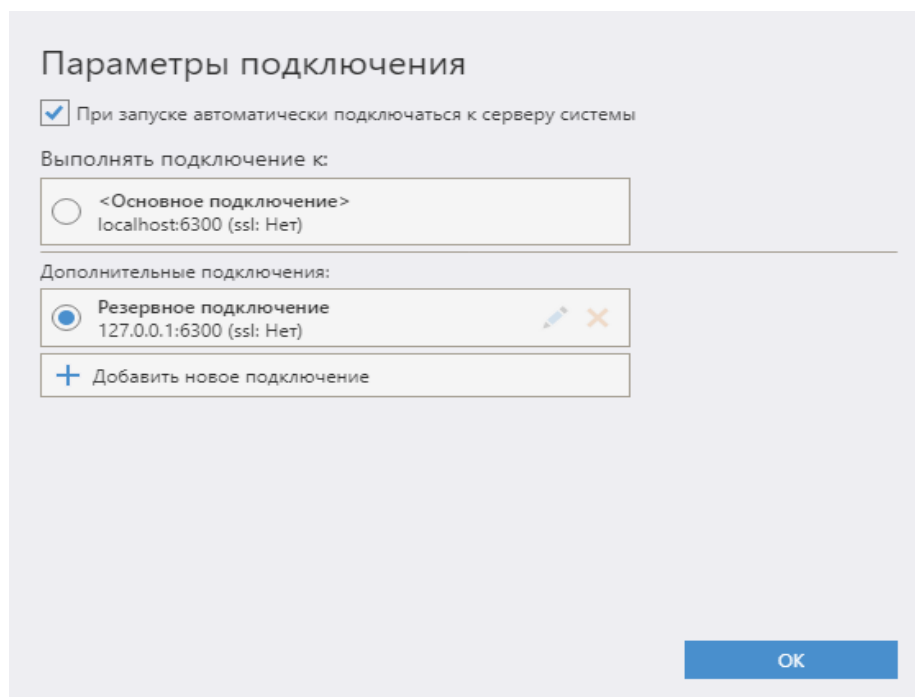 Параметры подключения
При запуске автоматически подключаться к серверу системы
Выполнять подключение к:
<Основное подключение>
localhost:6300 (ssl: Нет)
Дополнительные подключения:
Резервное подключение
127.0.0.1:6300 (ssl: Нет)
Добавить новое подключение
ОК